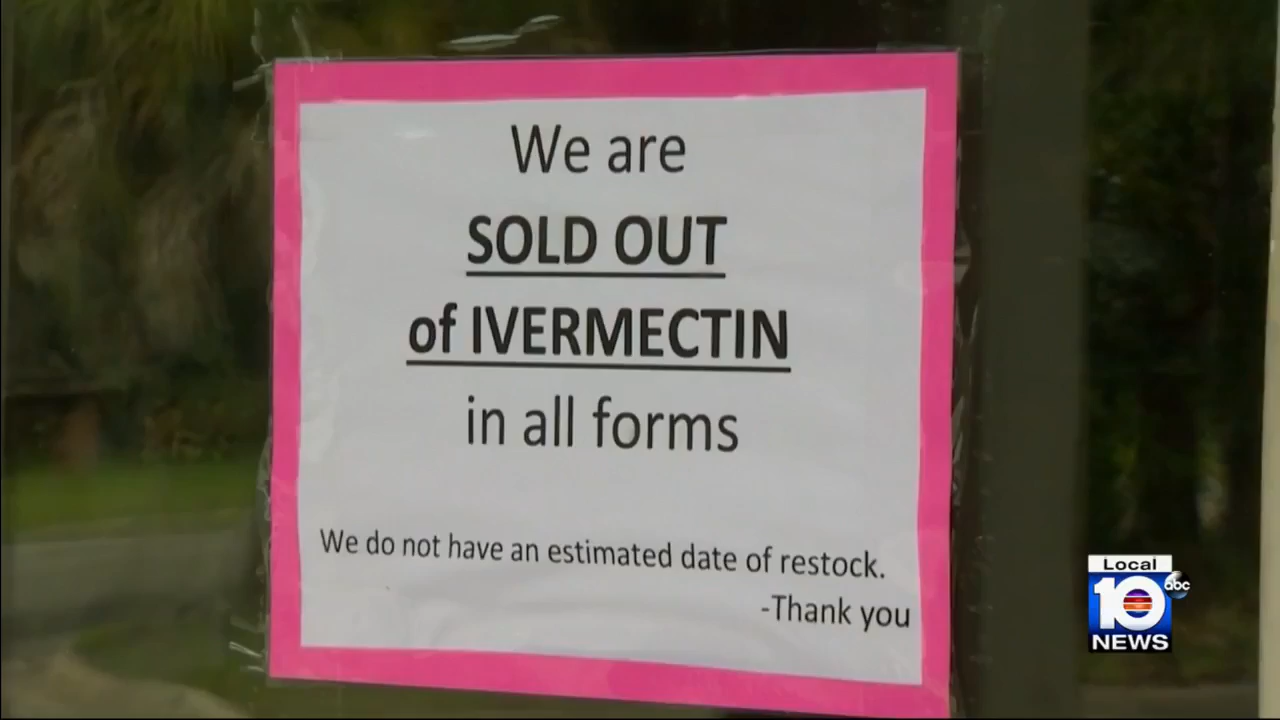 We are
SOLD OUT
of IVERMECTIN
in all forms
We do not have an estimated date of restock.
-Thank you
Local
10 abc
NEWS